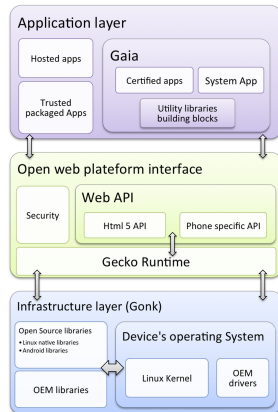 Application layer
Hosted apps
Trusted
packaged Apps
Gaia
Certified apps
System App
Utility libraries
building blocks
Open web plateform interface
Security
Web API
Html 5 API
Phone specific API
Gecko Runtime
Infrastructure layer (Gonk)
Open Source libraries
•Linux native libraries
•Android libraries
OEM libraries
Device's operating System
Linux Kernel
OEM
drivers